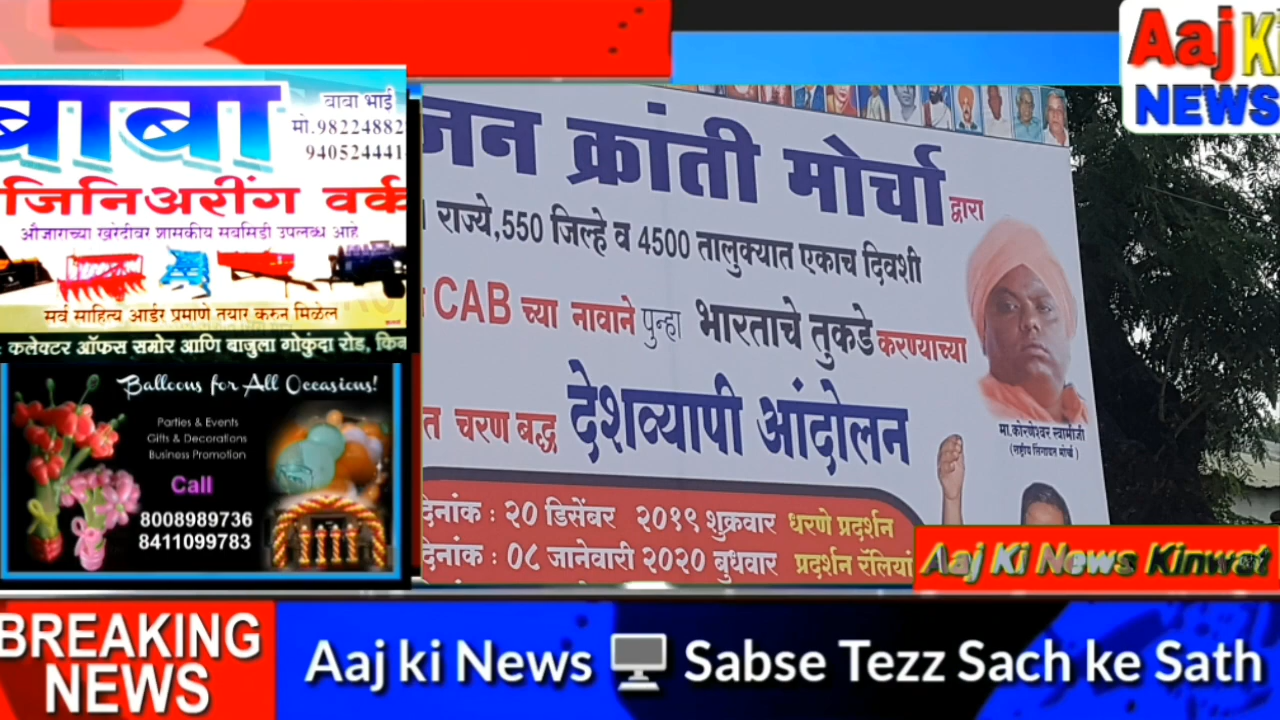 Aaj Ki
NEWS
बाबा
बाबा भाई
मो.98224882
940524441
जिनिअरींग वर्क
औजाराच्या खरेदीवर शासकीय सबसिडी उपलब्ध आहे
सर्व साहित्य आर्डर प्रमाणे तयार करुन मिळेल
कलेक्टर ऑफस समोर आणि बाजुला गोकुंदा रोड, किन
Balloons for All Occasions!
Parties & Events
Gifts & Decorations
Business Promotion
Call
8008989736
8411099783
जन क्रांती मोर्चा द्वारा
राज्ये,550 जिल्हे व 4500 तालुक्यात एकाच दिवशी
CAB च्या नावाने पुन्हा भारताचे तुकडे करण्याच्या
त चरण बद्ध देशव्यापी आंदोलन
मा.कोरणेश्वर स्वामीजी
(राष्ट्रीय लिंगायत मोर्चा)
दिनांक : २० डिसेंबर २०१९ शुक्रवार धरणे प्रदर्शन
दिनांक : ०८ जानेवारी २०२० बुधवार प्रदर्शन रॅलियां
Aaj Ki News Kinwat
BREAKING
NEWS
Aaj ki News Sabse Tezz Sach ke Sath